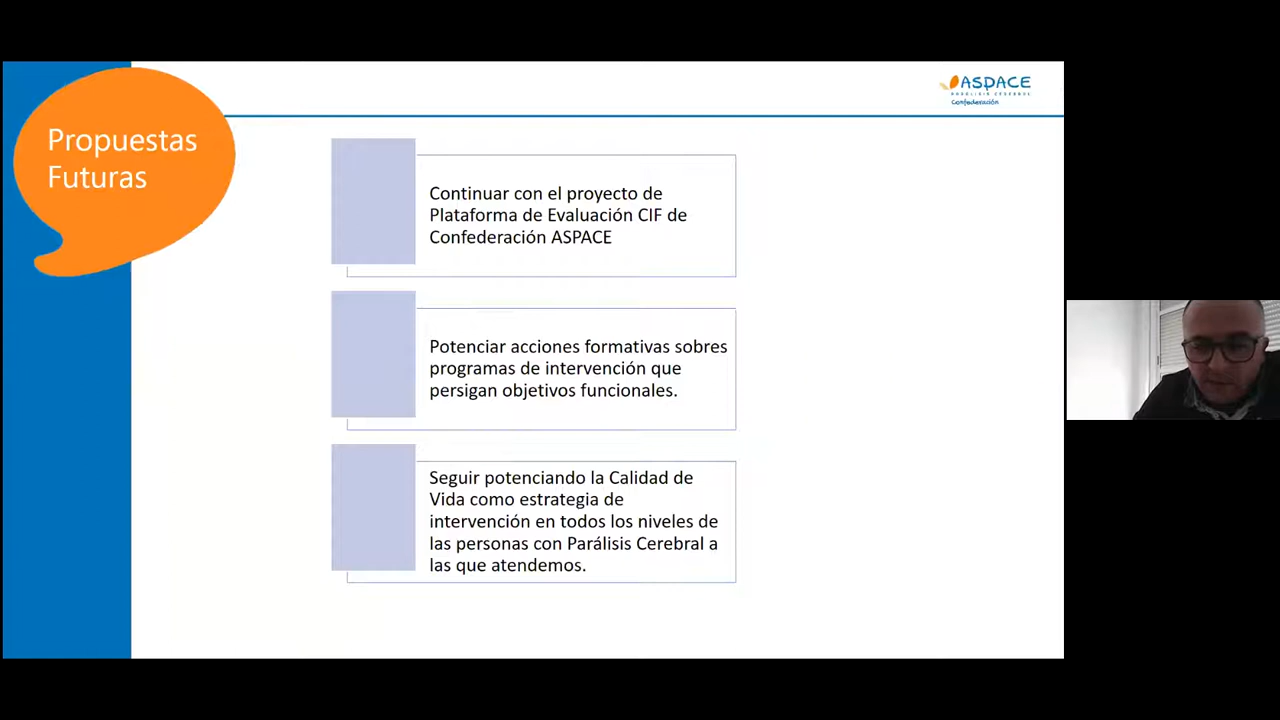 Propuestas
Futuras
ASPACE
PARÁLISIS CEREBRAL
Confederación
Continuar con el proyecto de
Plataforma de Evaluación CIF de
Confederación ASPACE
Potenciar acciones formativas sobres
programas de intervención que
persigan objetivos funcionales.
Seguir potenciando la Calidad de
Vida como estrategia de
intervención en todos los niveles de
las personas con Parálisis Cerebral a
las que atendemos.